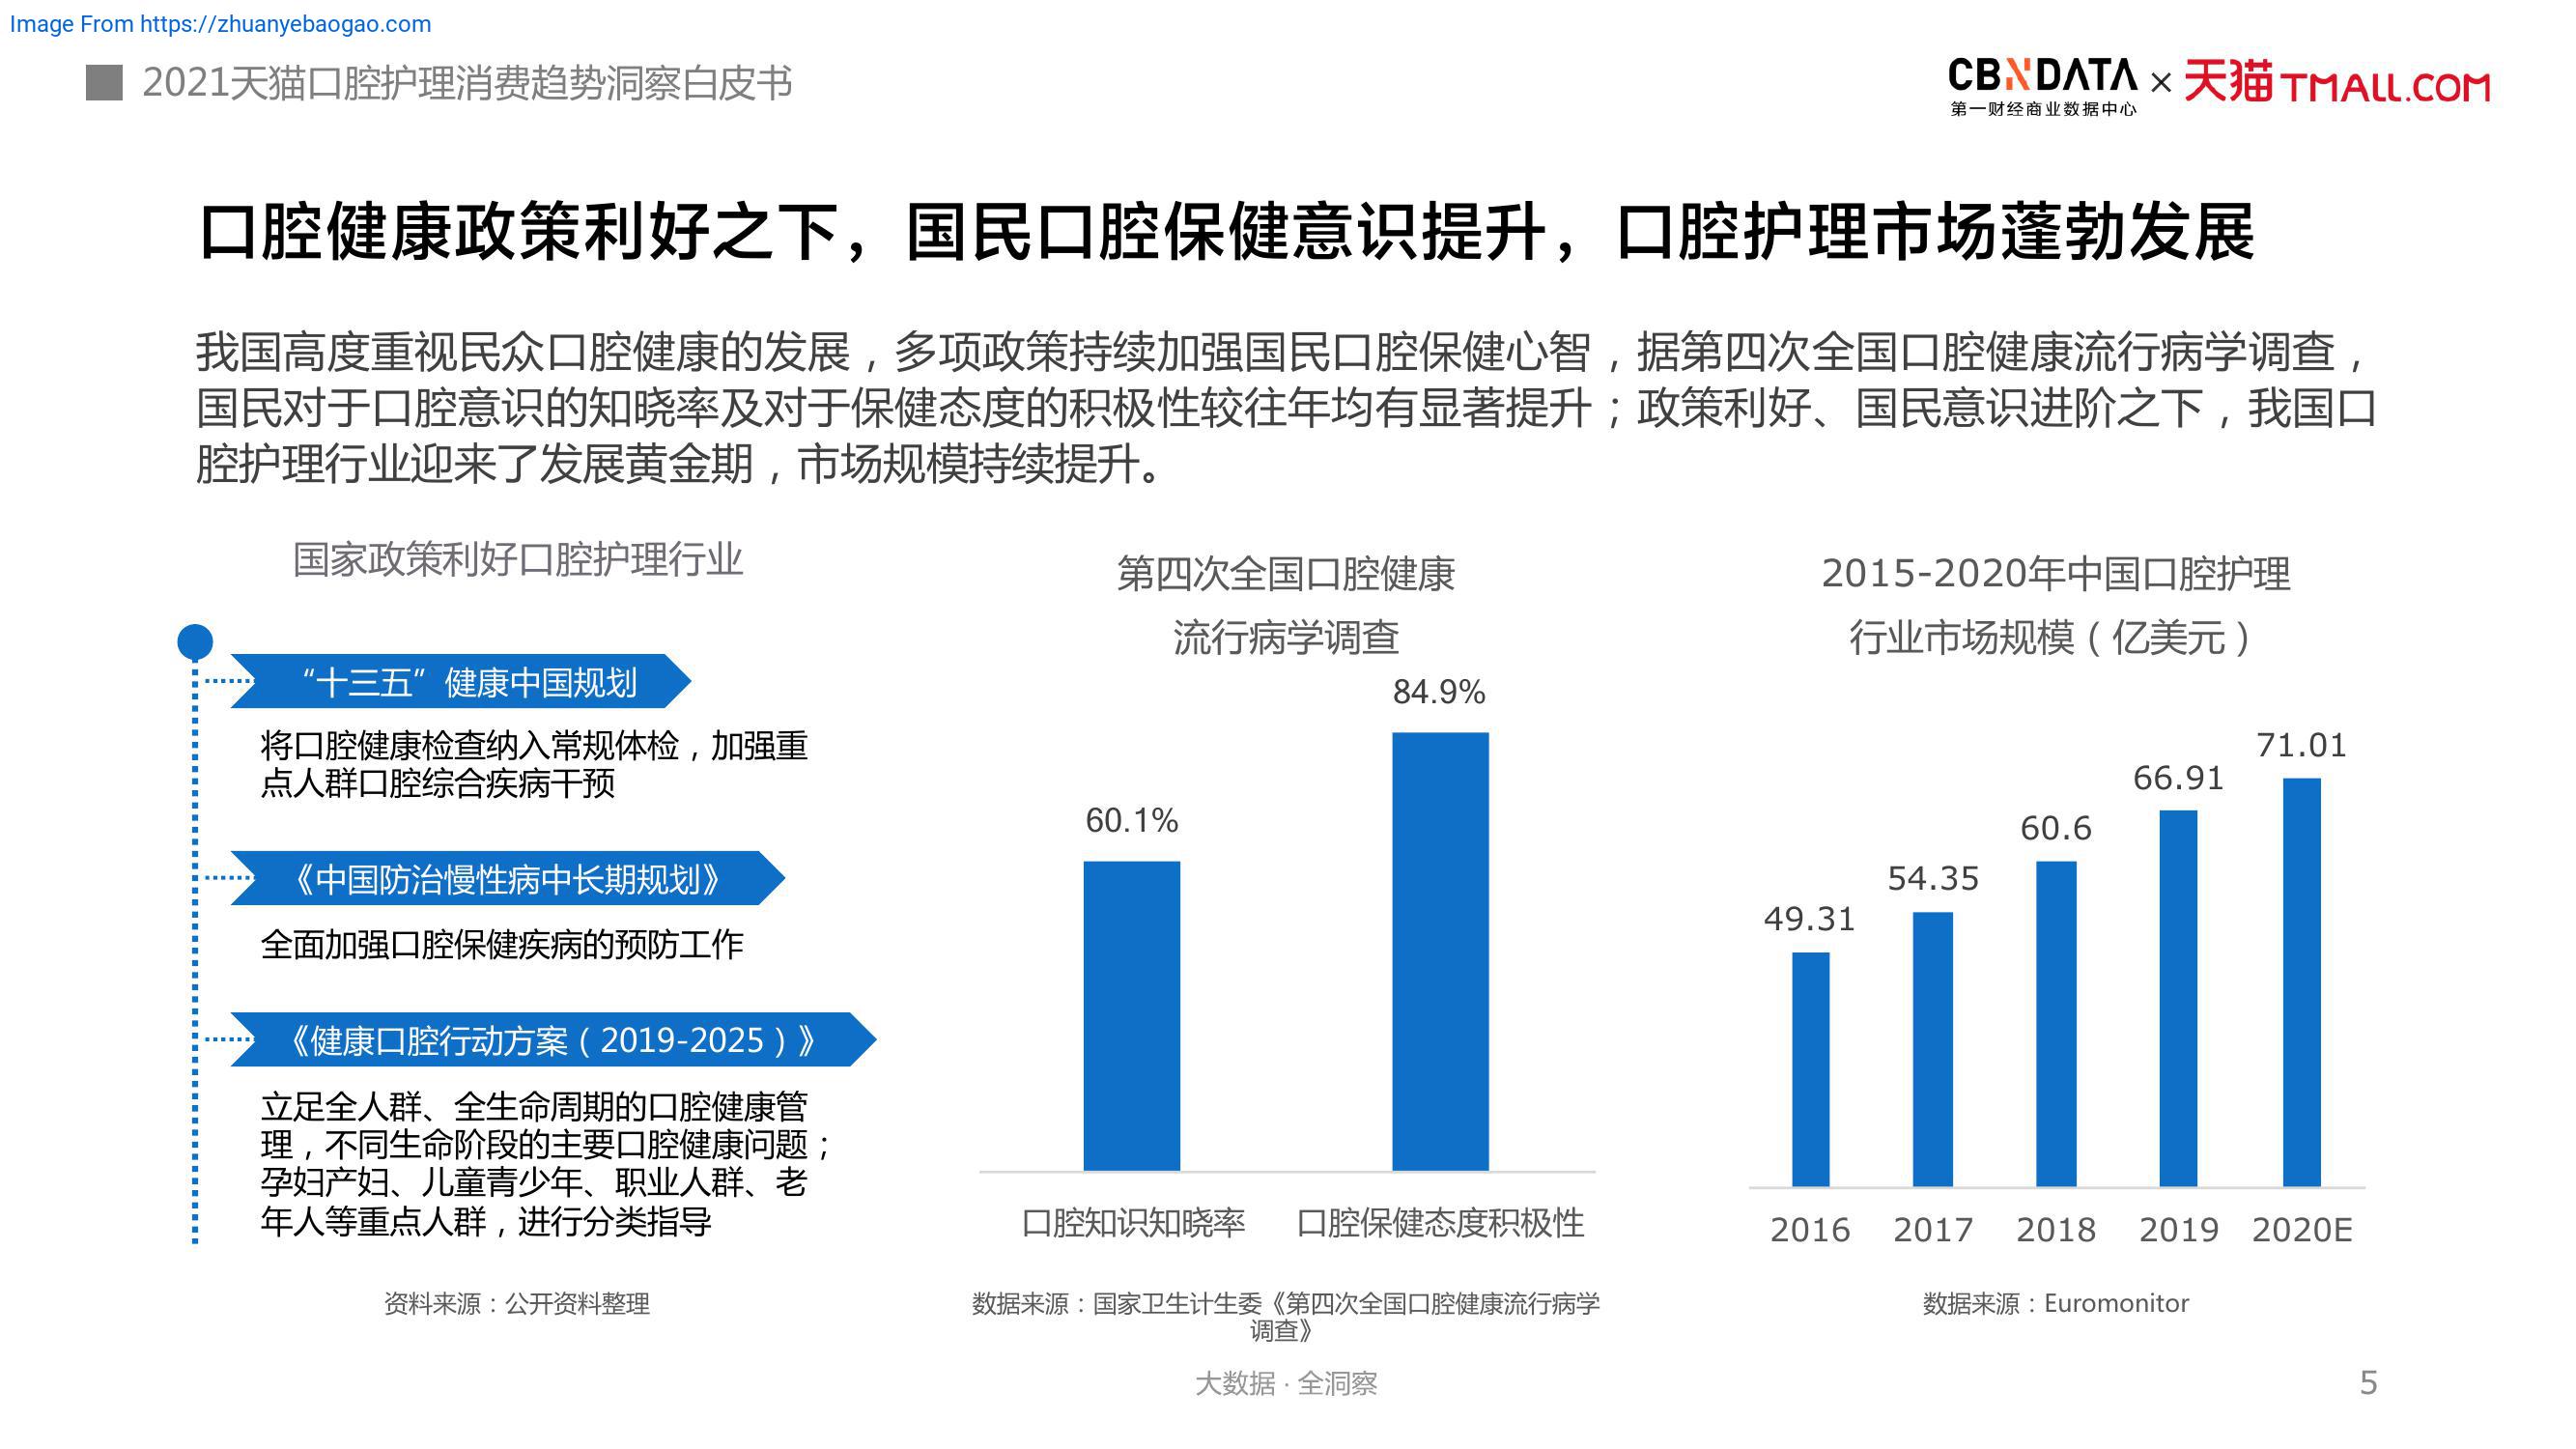 Image From https://zhuanyebaogao.com
2021天猫口腔护理消费趋势洞察白皮书
CBNDATA × 天猫 TMALL.COM
第一财经商业数据中心
口腔健康政策利好之下，国民口腔保健意识提升，口腔护理市场蓬勃发展
我国高度重视民众口腔健康的发展，多项政策持续加强国民口腔保健心智，据第四次全国口腔健康流行病学调查，
国民对于口腔意识的知晓率及对于保健态度的积极性较往年均有显著提升；政策利好、国民意识进阶之下，我国口
腔护理行业迎来了发展黄金期，市场规模持续提升。
国家政策利好口腔护理行业
“十三五”健康中国规划
将口腔健康检查纳入常规体检，加强重
点人群口腔综合疾病干预
《中国防治慢性病中长期规划》
全面加强口腔保健疾病的预防工作
《健康口腔行动方案（2019-2025）》
立足全人群、全生命周期的口腔健康管
理，不同生命阶段的主要口腔健康问题；
孕妇产妇、儿童青少年、职业人群、老
年人等重点人群，进行分类指导
资料来源：公开资料整理
第四次全国口腔健康
流行病学调查
84.9%
60.1%
口腔知识知晓率 口腔保健态度积极性
数据来源：国家卫生计生委《第四次全国口腔健康流行病学
调查》
2015-2020年中国口腔护理
行业市场规模（亿美元）
71.01
66.91
60.6
54.35
49.31
2016 2017 2018 2019 2020E
数据来源：Euromonitor
大数据·全洞察
5